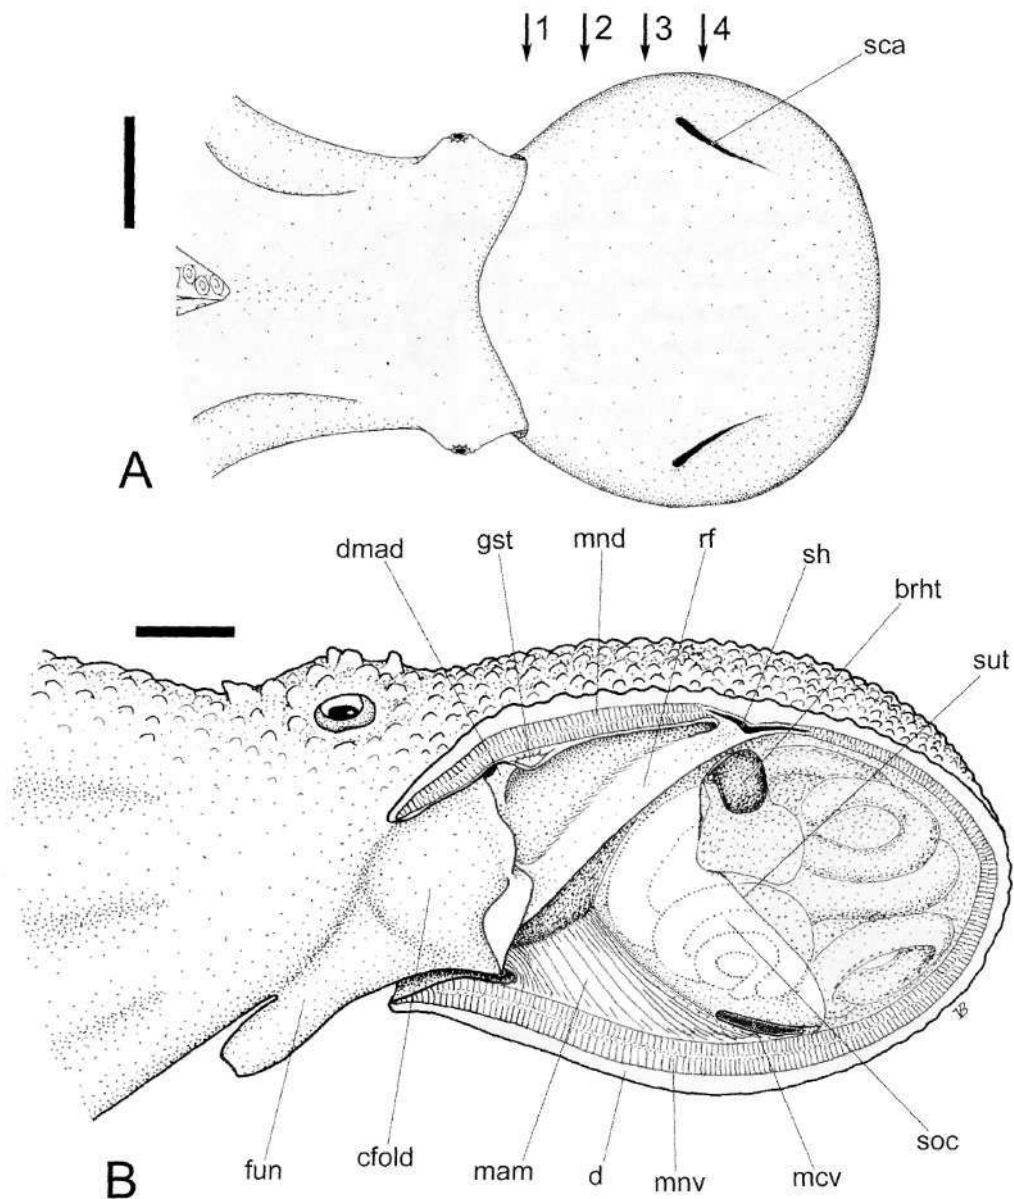 1 2 3 4
sca
A
dmad gst mnd rf sh brht sut
fun cfold mam d mnv mcv soc
B